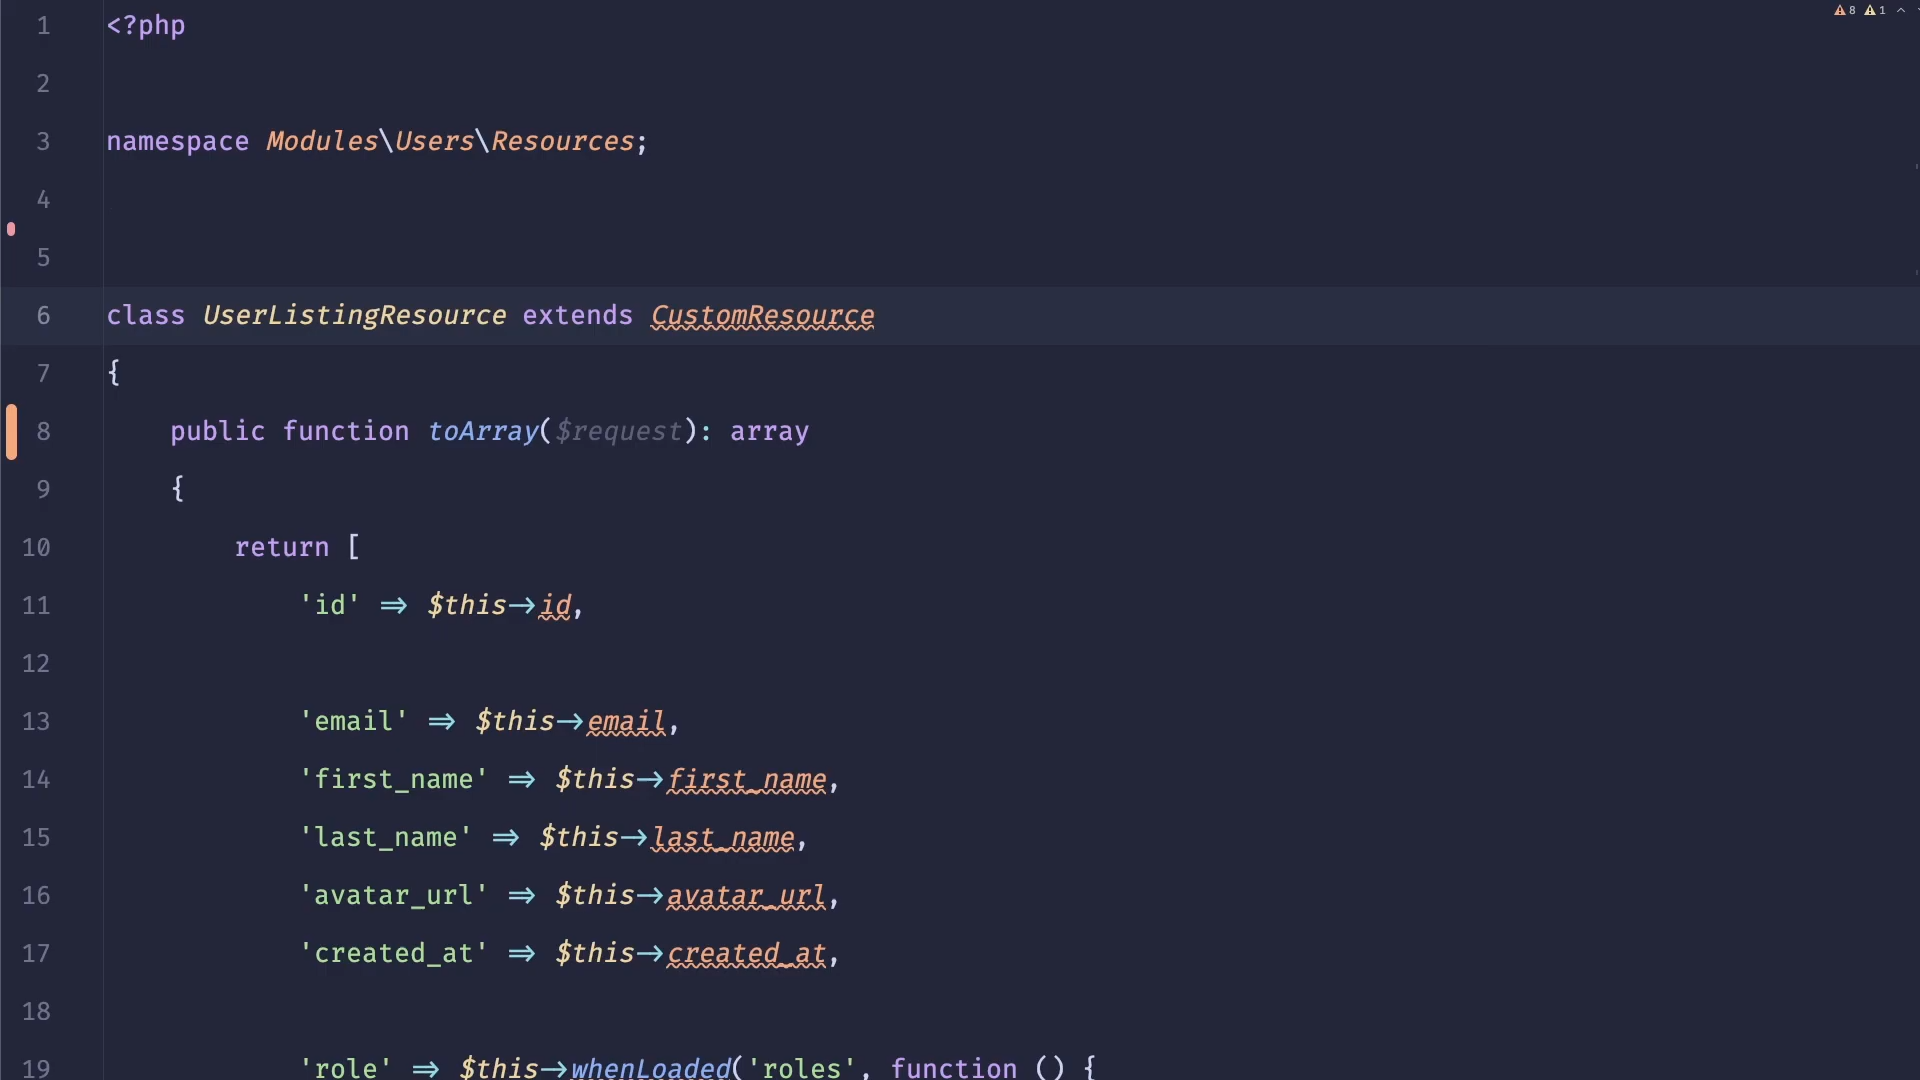 ⚠8 ⚠1
1 <?php
2
3 namespace Modules\Users\Resources;
4
5
6 class UserListingResource extends CustomResource
7 {
8 public function toArray($request): array
9 {
10 return [
11 'id' => $this->id,
12
13 'email' => $this->email,
14 'first_name' => $this->first_name,
15 'last_name' => $this->last_name,
16 'avatar_url' => $this->avatar_url,
17 'created_at' => $this->created_at,
18
19 'role' => $this->whenLoaded('roles', function () {